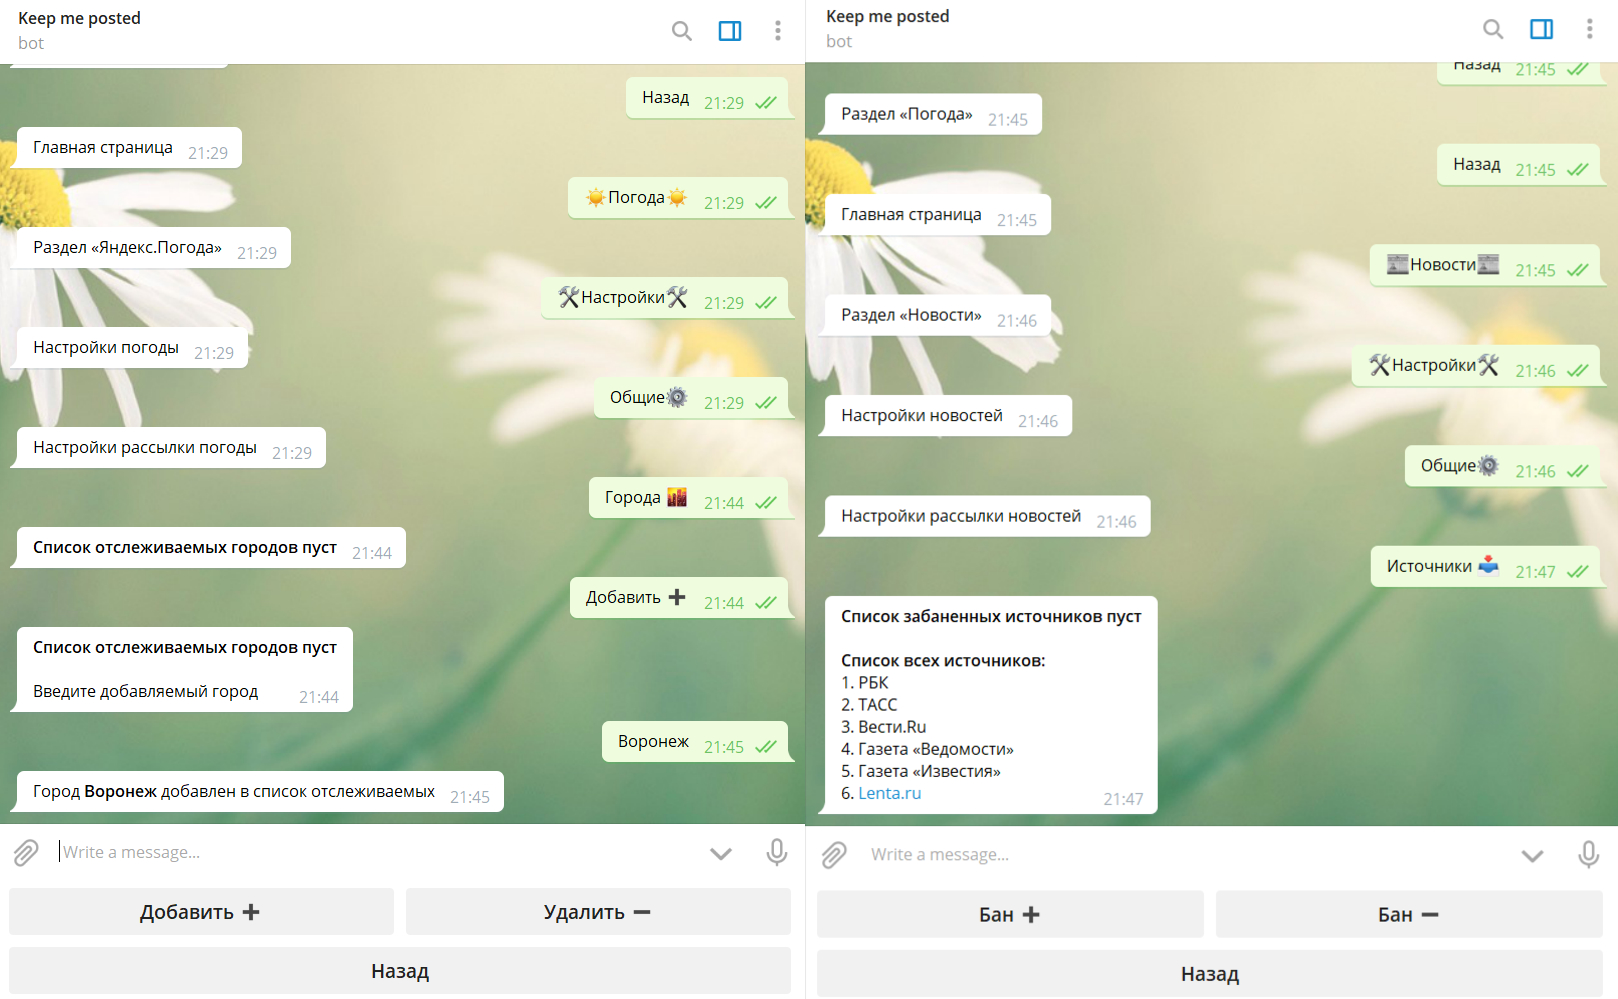 Keep me posted
bot
Назад 21:29
Главная страница 21:29
☀️Погода☀️ 21:29
Раздел «Яндекс.Погода» 21:29
🛠Настройки🛠 21:29
Настройки погоды 21:29
Общие⚙️ 21:29
Настройки рассылки погоды 21:29
Города 🌇 21:44
Список отслеживаемых городов пуст 21:44
Добавить ➕ 21:44
Список отслеживаемых городов пуст
Введите добавляемый город 21:44
Воронеж 21:45
Город Воронеж добавлен в список отслеживаемых 21:45
Write a message...
Добавить ➕
Удалить ➖
Назад
Keep me posted
bot
Назад 21:45
Раздел «Погода» 21:45
Назад 21:45
Главная страница 21:45
📰Новости📰 21:45
Раздел «Новости» 21:46
🛠Настройки🛠 21:46
Настройки новостей 21:46
Общие⚙️ 21:46
Настройки рассылки новостей 21:46
Источники 📥 21:47
Список забаненных источников пуст
Список всех источников:
1. РБК
2. ТАСС
3. Вести.Ru
4. Газета «Ведомости»
5. Газета «Известия»
6. Lenta.ru 21:47
Write a message...
Бан ➕
Бан ➖
Назад